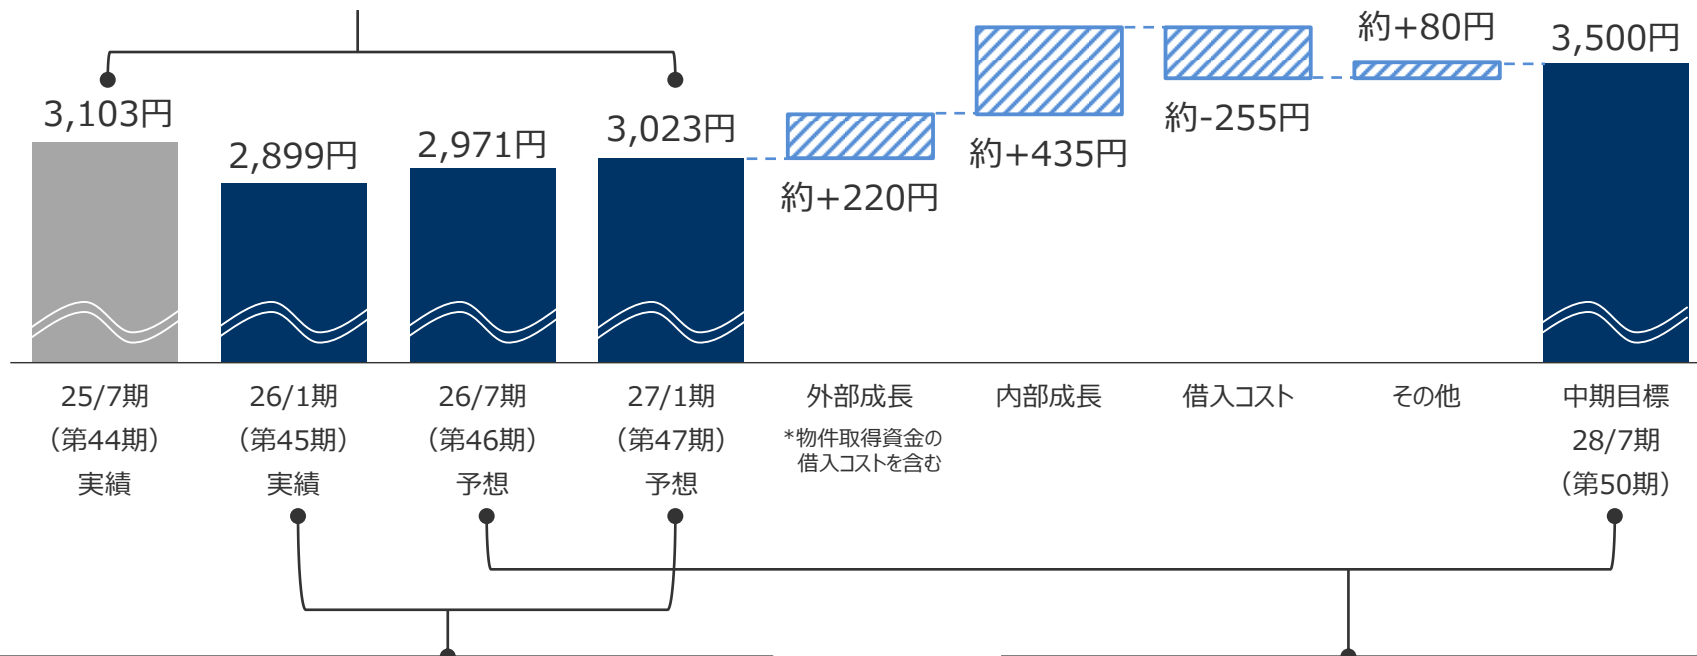 3,103円
2,899円
2,971円
3,023円
約+220円
約+435円
約-255円
約+80円
3,500円
25/7期
(第44期)
実績
26/1期
(第45期)
実績
26/7期
(第46期)
予想
27/1期
(第47期)
予想
外部成長
*物件取得資金の
借入コストを含む
内部成長
借入コスト
その他
中期目標
28/7期
(第50期)